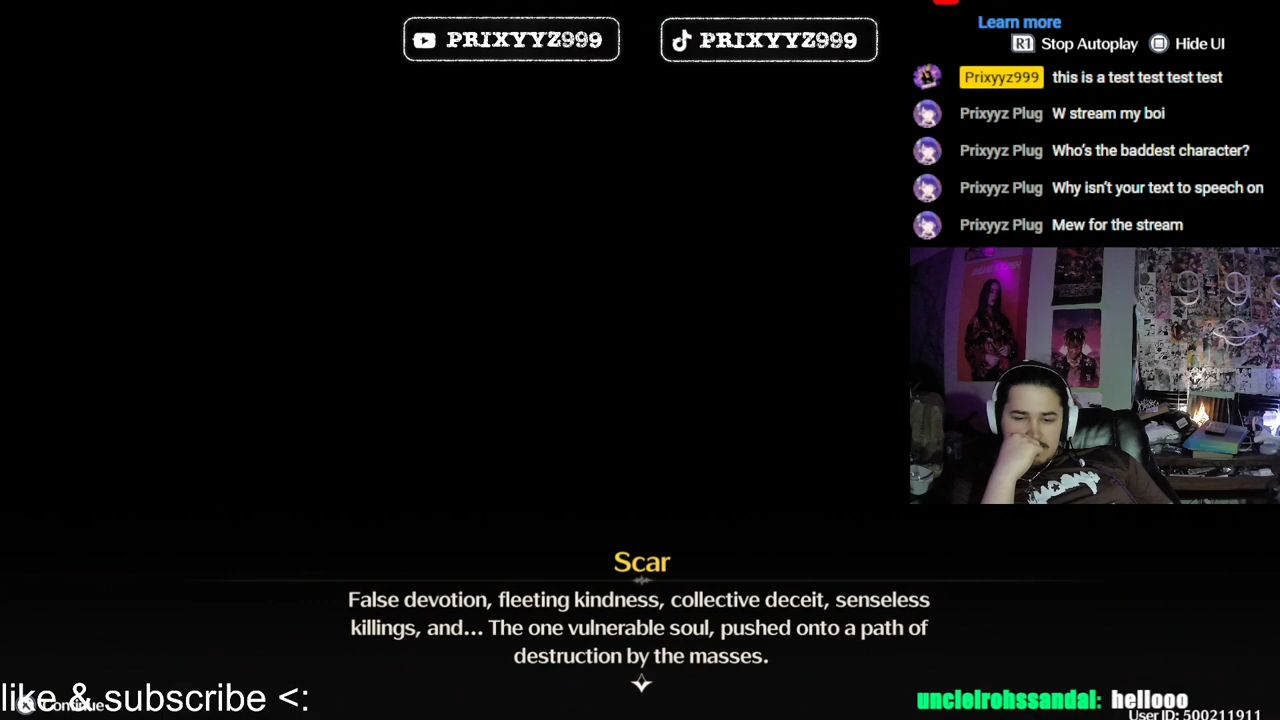 PRIXYYZ999
PRIXYYZ999
Learn more
R1 Stop Autoplay Hide UI
Prixyyz999 this is a test test test test
Prixyyz Plug W stream my boi
Prixyyz Plug Who's the baddest character?
Prixyyz Plug Why isn't your text to speech on
Prixyyz Plug Mew for the stream
999
Scar
False devotion, fleeting kindness, collective deceit, senseless
killings, and... The one vulnerable soul, pushed onto a path of
destruction by the masses.
like & subscribe <:
Continue
unclelrohssandal: hellooo
User ID: 500211911